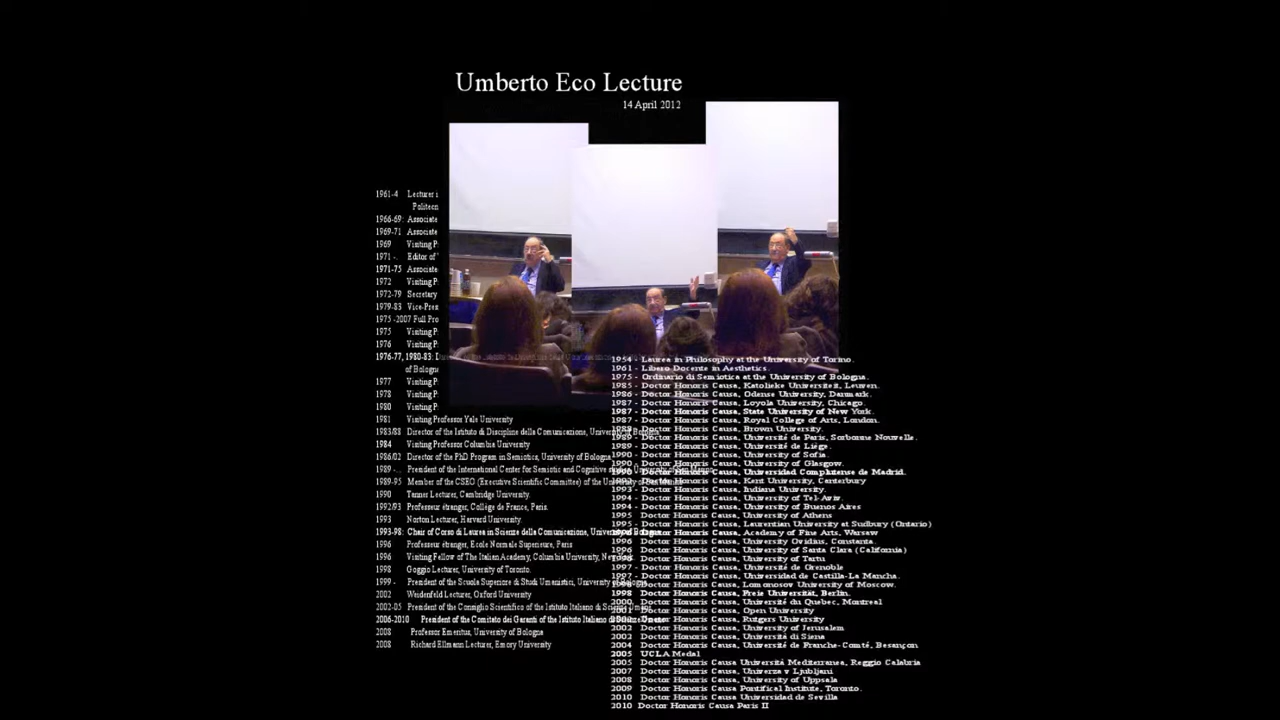 Umberto Eco Lecture
14 April 2012
1961-4 Lecturer i
Politecn
1966-69: Associate
1969-71 Associate
1969 Visiting P
1971 -. Editor of
1971-75 Associate
1972 Visiting P
1972-79 Secretary
1979-83 Vice-Pres
1975 -2007 Full Pro
1975 Visiting P
1976 Visiting P
1976-77, 1980-83:
of Bologna
1977 Visiting P
1978 Visiting P
1980 Visiting P
1981 Visiting Professor Yale University
1983/88 Director of the Istituto di Discipline della Comunicazione, University of Bologna
1984 Visiting Professor Columbia University
1986/02 Director of the PhD Program in Semiotics, University of Bologna
1989 -.. President of the International Center for Semiotic and Cognitive
1989-95 Member of the CSEO (Executive Scientific Committee) of the
1990 Tanner Lecturer, Cambridge University.
1992/93 Professeur étranger, Collège de France, Paris.
1993 Norton Lecturer, Harvard University
1993-98: Chair of Corso di Laurea in Scienze della Comunicazione, University of Bologna
1996 Professeur étranger, Ecole Normale Superieure, Paris
1996 Visiting Fellow of The Italian Academy, Columbia University, New York
1998 Goggio Lecturer, University of Toronto.
1999 - President of the Scuola Superiore di Studi Umanistici, University of Bologna
2002 Weidenfeld Lecturer, Oxford University
2002-05 President of the Consiglio Scientifico of the Istituto Italiano di Scienze Umane
2006-2010 President of the Comitato dei Garanti of the Istituto Italiano di Scienze Umane
2008 Professor Emeritus, University of Bologna
2008 Richard Ellmann Lecturer, Emory University
1954 - Laurea in Philosophy at the University of Torino.
1961 - Libero Docente in Aesthetics.
1975 - Ordinario di Semiotica at the University of Bologna.
1985 - Doctor Honoris Causa, Katolieke Universiteit, Leuven.
1986 - Doctor Honoris Causa, Odense University, Danmark.
1987 - Doctor Honoris Causa, Loyola University, Chicago.
1987 - Doctor Honoris Causa, State University of New York.
1987 - Doctor Honoris Causa, Royal College of Arts, London.
1988 - Doctor Honoris Causa, Brown University.
1989 - Doctor Honoris Causa, Université de Paris, Sorbonne Nouvelle.
1989 - Doctor Honoris Causa, Université de Liège.
1990 - Doctor Honoris Causa, University of Sofia.
1990 - Doctor Honoris Causa, University of Glasgow.
1990 - Doctor Honoris Causa, Universidad Complutense de Madrid.
1992 - Doctor Honoris Causa, Kent University, Canterbury
1993 - Doctor Honoris Causa, Indiana University.
1994 - Doctor Honoris Causa, University of Tel-Aviv.
1994 - Doctor Honoris Causa, University of Buenos Aires
1995 Doctor Honoris Causa, University of Athens
1995 - Doctor Honoris Causa, Laurentian University at Sudbury (Ontario)
Doctor Honoris Causa, Academy of Fine Arts, Warsaw
1996 Doctor Honoris Causa, University Ovidius, Constanta.
1996 Doctor Honoris Causa, University of Santa Clara (California)
1996 Doctor Honoris Causa, University of Tartu
1997 - Doctor Honoris Causa, Université de Grenoble
1997 - Doctor Honoris Causa, Universidad de Castilla-La Mancha.
Doctor Honoris Causa, Lomonosov University of Moscow.
1998 - Doctor Honoris Causa, Freie Universität, Berlin.
2000 Doctor Honoris Causa, Université du Quebec, Montreal
2001 Doctor Honoris Causa, Open University
Doctor Honoris Causa, Rutgers University
2002 Doctor Honoris Causa, University of Jerusalem
2002 Doctor Honoris Causa, Università di Siena
2004 Doctor Honoris Causa, Université de Franche-Comté, Besançon
2005 UCLA Medal
2005 Doctor Honoris Causa Università Mediterranea, Reggio Calabria
2007 Doctor Honoris Causa, Univerza v Ljubljani
2008 Doctor Honoris Causa, University of Uppsala
2009 Doctor Honoris Causa Pontifical Institute, Toronto.
2010 Doctor Honoris Causa Universidad de Sevilla
2010 Doctor Honoris Causa Paris II